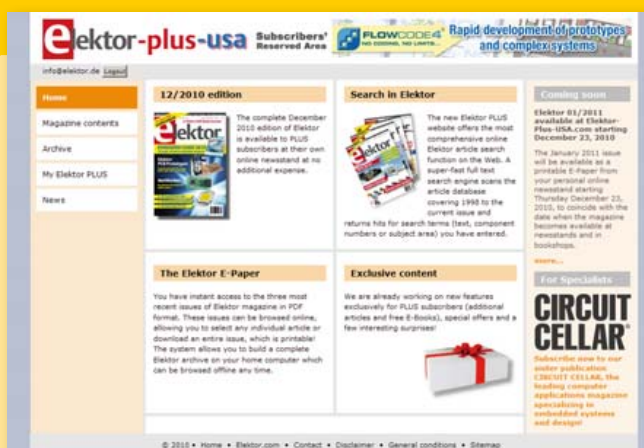 elektor-plus-usa
Subscribers'
Reserved Area
FLOWCODE4
NO CODING, NO LIMITS...
Rapid development of prototypes
and complex systems
info@elektor.de Logout
Home
Magazine contents
Archive
My Elektor PLUS
News
12/2010 edition
elektor
The complete December
2010 edition of Elektor
is available to PLUS
subscribers at their own
online newsstand at no
additional expense.
Search in Elektor
elektor
The new Elektor PLUS
website offers the most
comprehensive online
Elektor article search
function on the Web. A
super-fast full text
search engine scans the
article database
covering 1998 to the
current issue and
returns hits for search terms (text, component
numbers or subject area) you have entered.
The Elektor E-Paper
You have instant access to the three most
recent issues of Elektor magazine in PDF
format. These issues can be browsed online,
allowing you to select any individual article or
download an entire issue, which is printable!
The system allows you to build a complete
Elektor archive on your home computer which
can be browsed offline any time.
Exclusive content
We are already working on new features
exclusively for PLUS subscribers (additional
articles and free E-Books), special offers and a
few interesting surprises!
Coming soon
Elektor 01/2011
available at Elektor-
Plus-USA.com starting
December 23, 2010
The January 2011 issue
will be available as a
printable E-Paper from
your personal online
newsstand starting
Thursday December 23,
2010, to coincide with the
date when the magazine
becomes available at
newsstands and in
bookshops.
more...
For Specialists
CIRCUIT
CELLAR
Subscribe now to our
sister publication
CIRCUIT CELLAR, the
leading computer
applications magazine
specializing in
embedded systems
and design!
© 2010 • Home • Elektor.com • Contact • Disclaimer • General conditions • Sitemap